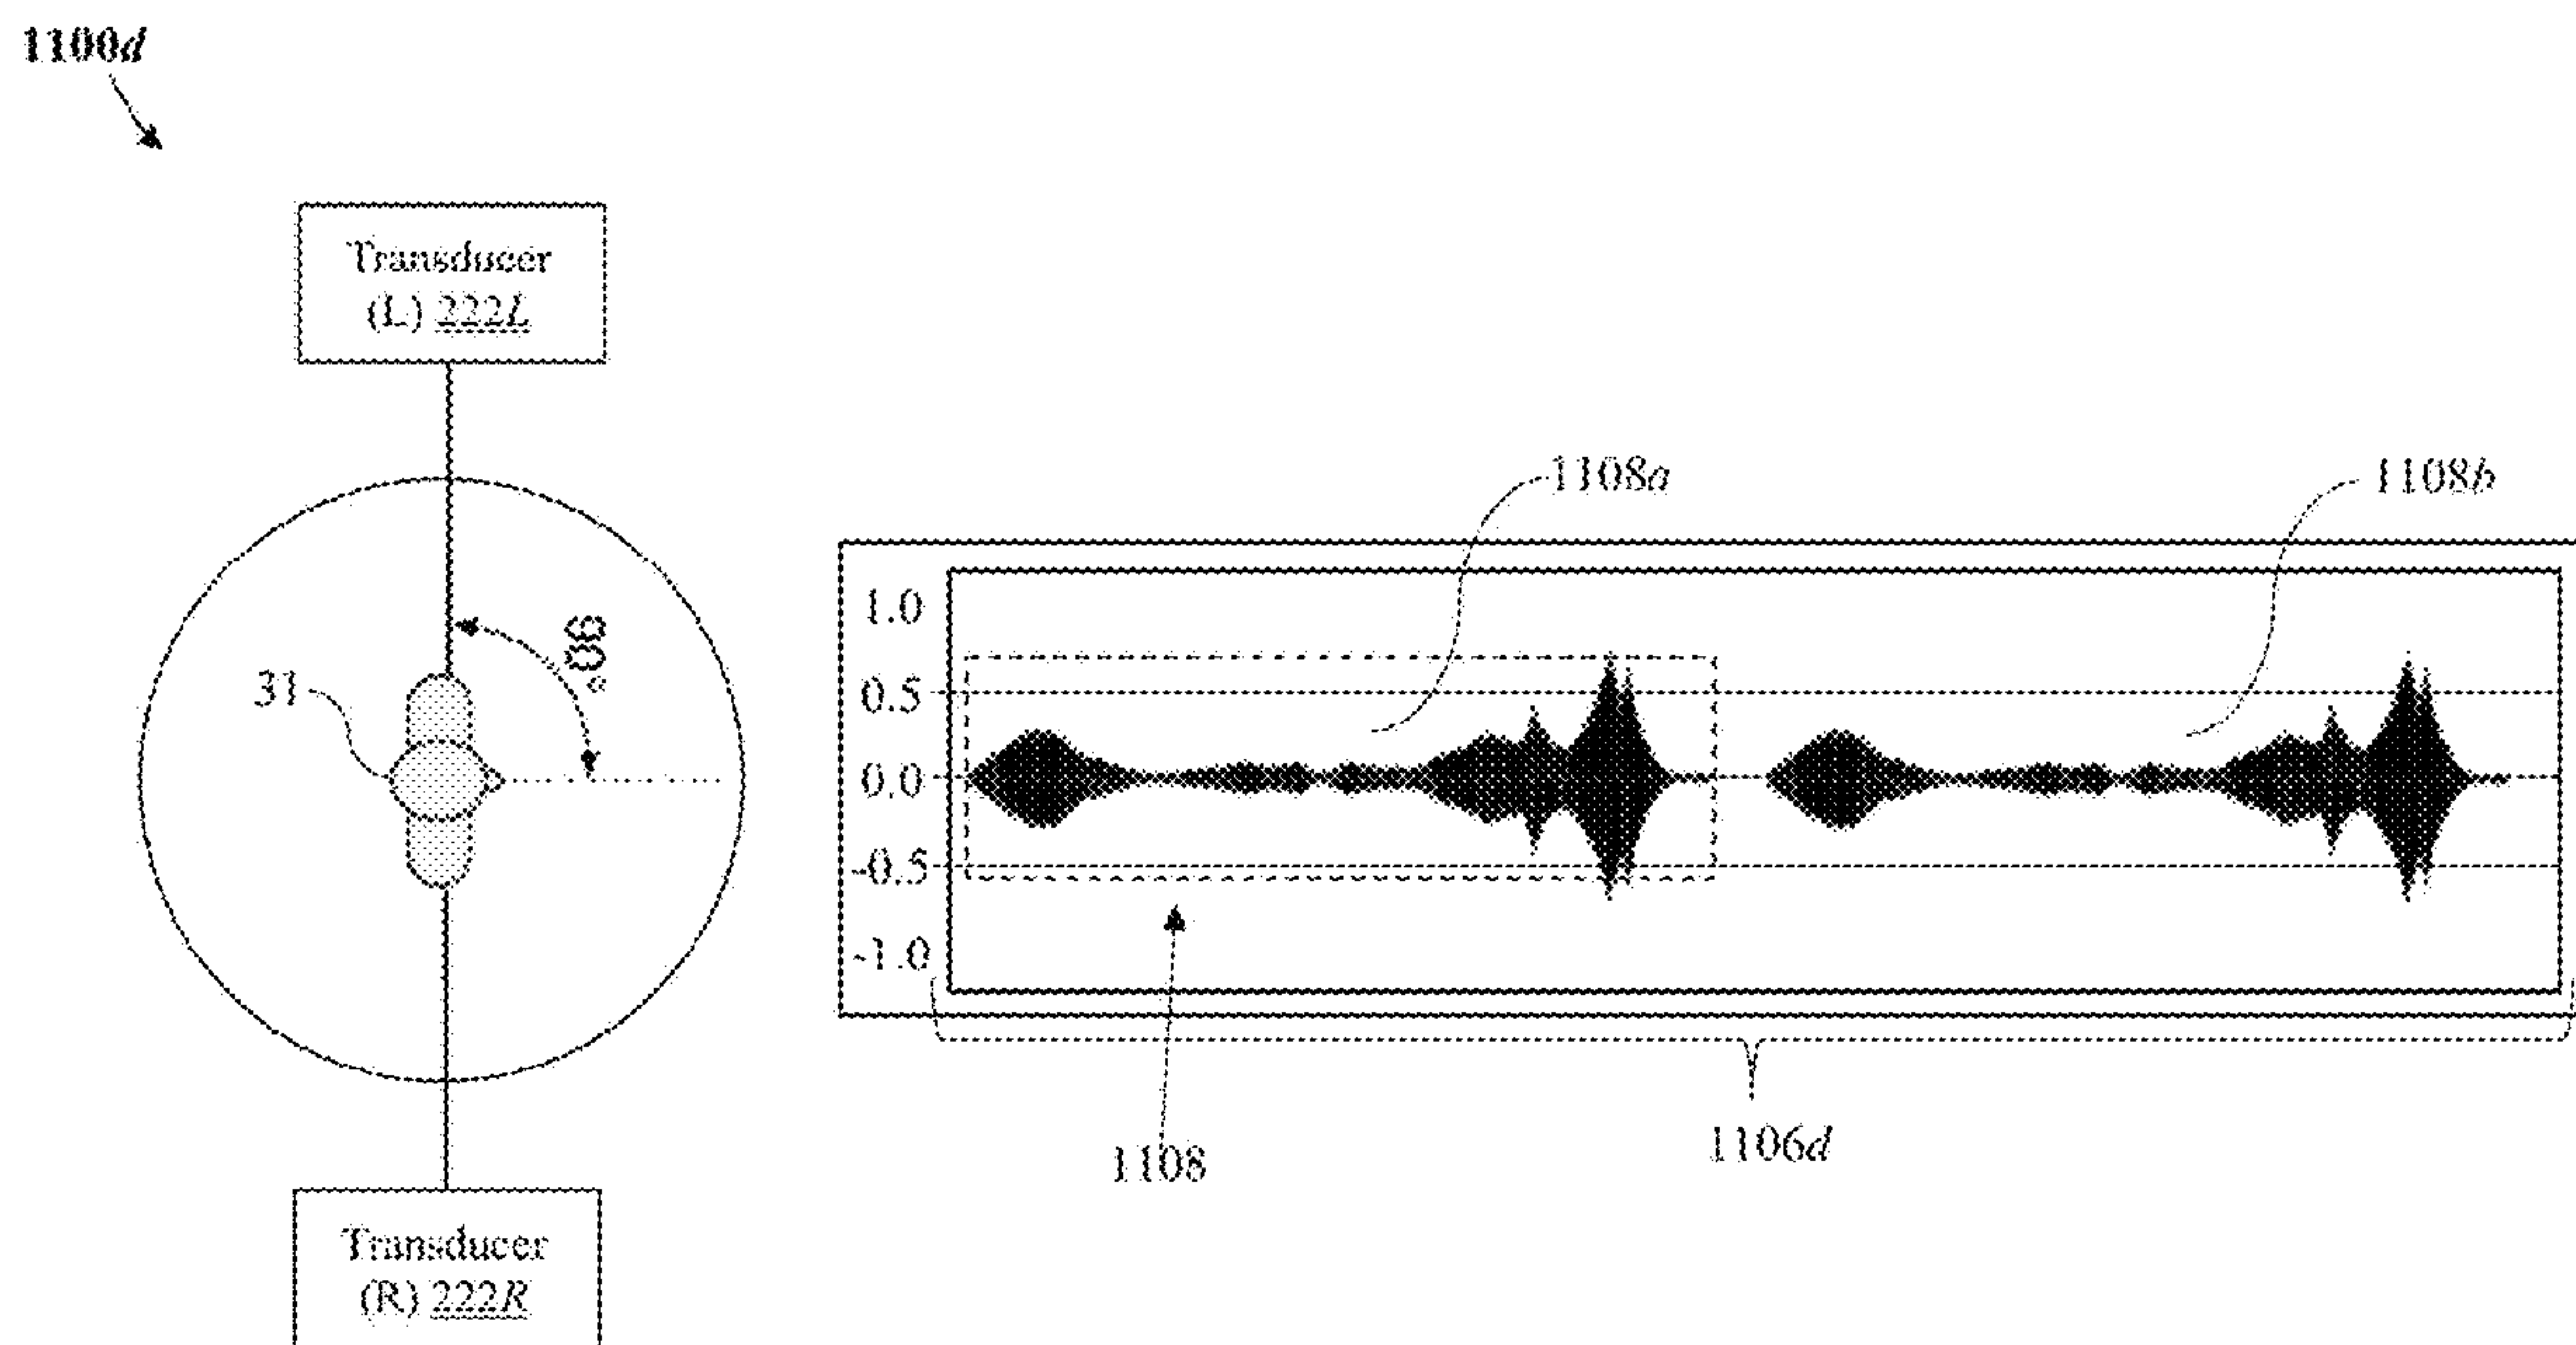 1100d
Transducer
(L) 222L
31
90°
Transducer
(R) 222R
1108a
1108b
1.0
0.5
0.0
-0.5
-1.0
1108
1106d